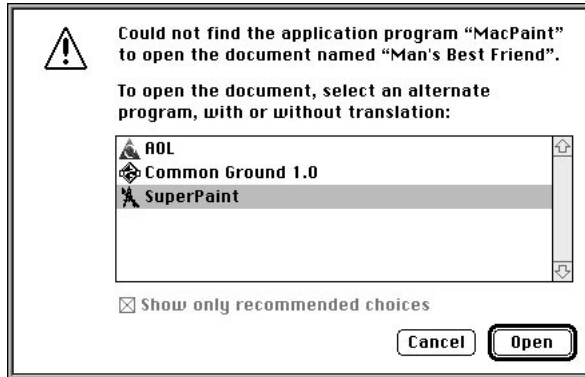 Could not find the application program “MacPaint”
to open the document named “Man's Best Friend”.
To open the document, select an alternate
program, with or without translation:
AOL
Common Ground 1.0
SuperPaint
Show only recommended choices
Cancel
Open